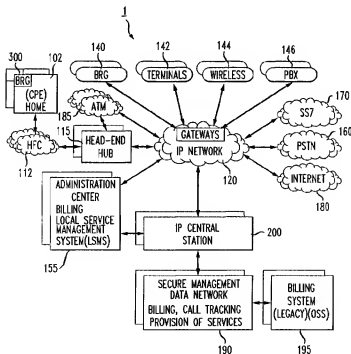 1
140
142
144
146
300
102
BRG
(CPE)
HOME
BRG
TERMINALS
WIRELESS
PBX
170
SS7
185
ATM
115
HFC
112
HEAD-END
HUB
GATEWAYS
IP NETWORK
120
160
PSTN
INTERNET
180
ADMINISTRATION
CENTER
BILLING
LOCAL SERVICE
MANAGEMENT
SYSTEM(LSMS)
155
200
IP CENTRAL
STATION
SECURE MANAGEMENT
DATA NETWORK
BILLING, CALL TRACKING
PROVISION OF SERVICES
190
BILLING
SYSTEM
(LEGACY)(OSS)
195